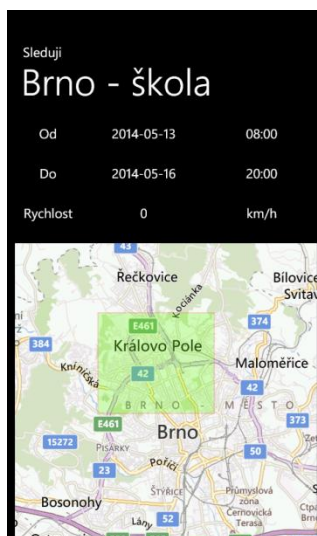 Sleduji
Brno - škola
Od 2014-05-13 08:00
Do 2014-05-16 20:00
Rychlost 0 km/h
43
Řečkovice
Bílovice
Svitav
Kociánka
E461
374
384
Královo Pole
Kníničská
42
Maloměřice
42
BRNO - MĚSTO
373
E461
Brno
15272
PISÁRKY
50
23
Poříčí
ŠTÝŘICE
Průmyslová
zóna
Černovická
Terasa
Bosonohy
Lány
52